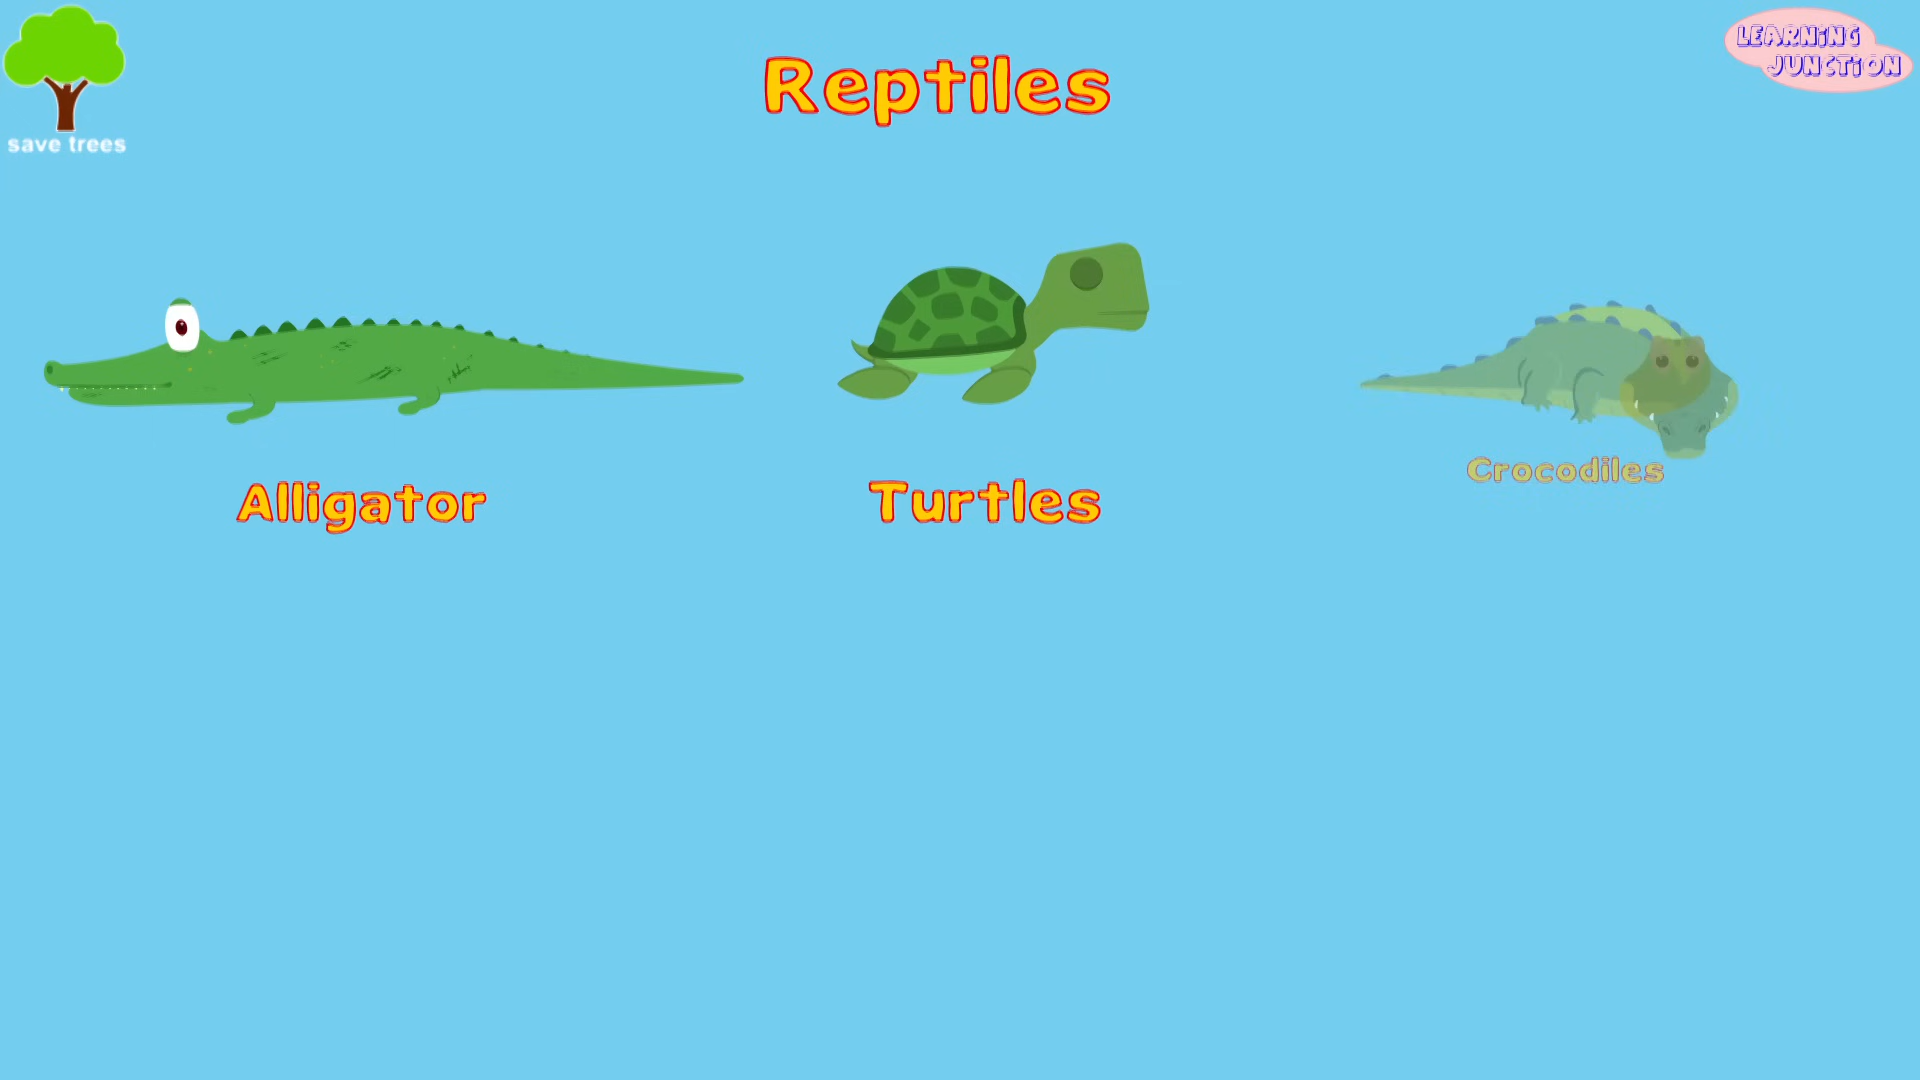 LEARNING
JUNCTION
Reptiles
save trees
Crocodiles
Alligator
Turtles